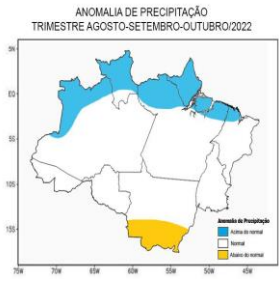 ANOMALIA DE PRECIPITAÇÃO
TRIMESTRE AGOSTO-SETEMBRO-OUTUBRO/2022
5N
EQ
5S
10S
15S
Anomalia de Precipitação
Acima do normal
Normal
Abaixo do normal
75W 70W 65W 60W 55W 50W 45W